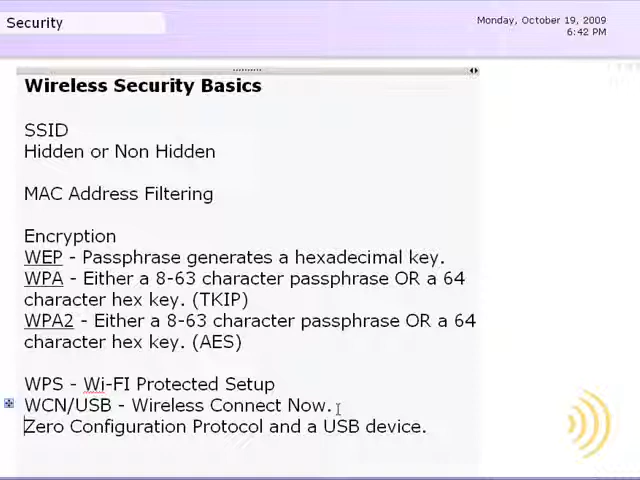 Security
Monday, October 19, 2009
6:42 PM
Wireless Security Basics
SSID
Hidden or Non Hidden
MAC Address Filtering
Encryption
WEP - Passphrase generates a hexadecimal key.
WPA - Either a 8-63 character passphrase OR a 64
character hex key. (TKIP)
WPA2 - Either a 8-63 character passphrase OR a 64
character hex key. (AES)
WPS - Wi-FI Protected Setup
WCN/USB - Wireless Connect Now.
Zero Configuration Protocol and a USB device.